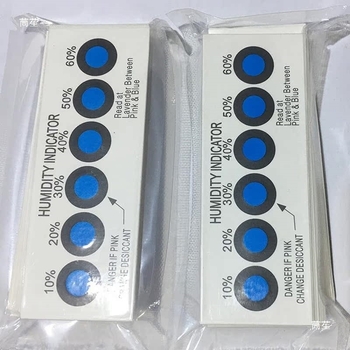 HUMIDITY INDICATOR
60%
50%
40%
30%
20%
10%
Read at
Lavender Between
Pink & Blue
DANGER IF PINK
CHANGE DESICCANT
HUMIDITY INDICATOR
60%
50%
40%
30%
20%
10%
Read at
Lavender Between
Pink & Blue
DANGER IF PINK
CHANGE DESICCANT